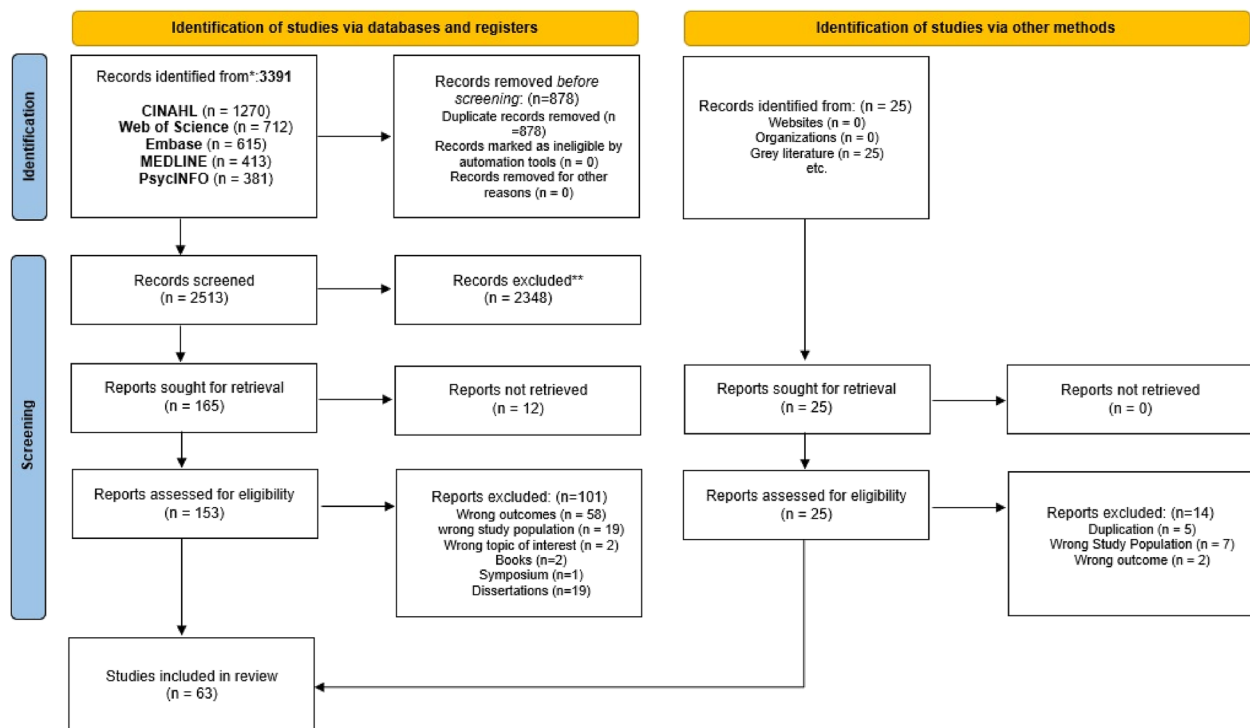 Identification of studies via databases and registers
Identification of studies via other methods
Identification
Records identified from*:3391
CINAHL (n = 1270)
Web of Science (n = 712)
Embase (n = 615)
MEDLINE (n = 413)
PsycINFO (n = 381)
Records removed before
screening: (n=878)
Duplicate records removed (n
=878)
Records marked as ineligible by
automation tools (n = 0)
Records removed for other
reasons (n = 0)
Records identified from: (n = 25)
Websites (n = 0)
Organizations (n = 0)
Grey literature (n = 25)
etc.
Screening
Records screened
(n = 2513)
Records excluded**
(n = 2348)
Reports sought for retrieval
(n = 165)
Reports not retrieved
(n = 12)
Reports sought for retrieval
(n = 25)
Reports not retrieved
(n = 0)
Reports assessed for eligibility
(n = 153)
Reports excluded: (n=101)
Wrong outcomes (n = 58)
wrong study population (n = 19)
Wrong topic of interest (n = 2)
Books (n=2)
Symposium (n=1)
Dissertations (n=19)
Reports assessed for eligibility
(n = 25)
Reports excluded: (n=14)
Duplication (n = 5)
Wrong Study Population (n = 7)
Wrong outcome (n = 2)
Studies included in review
(n = 63)